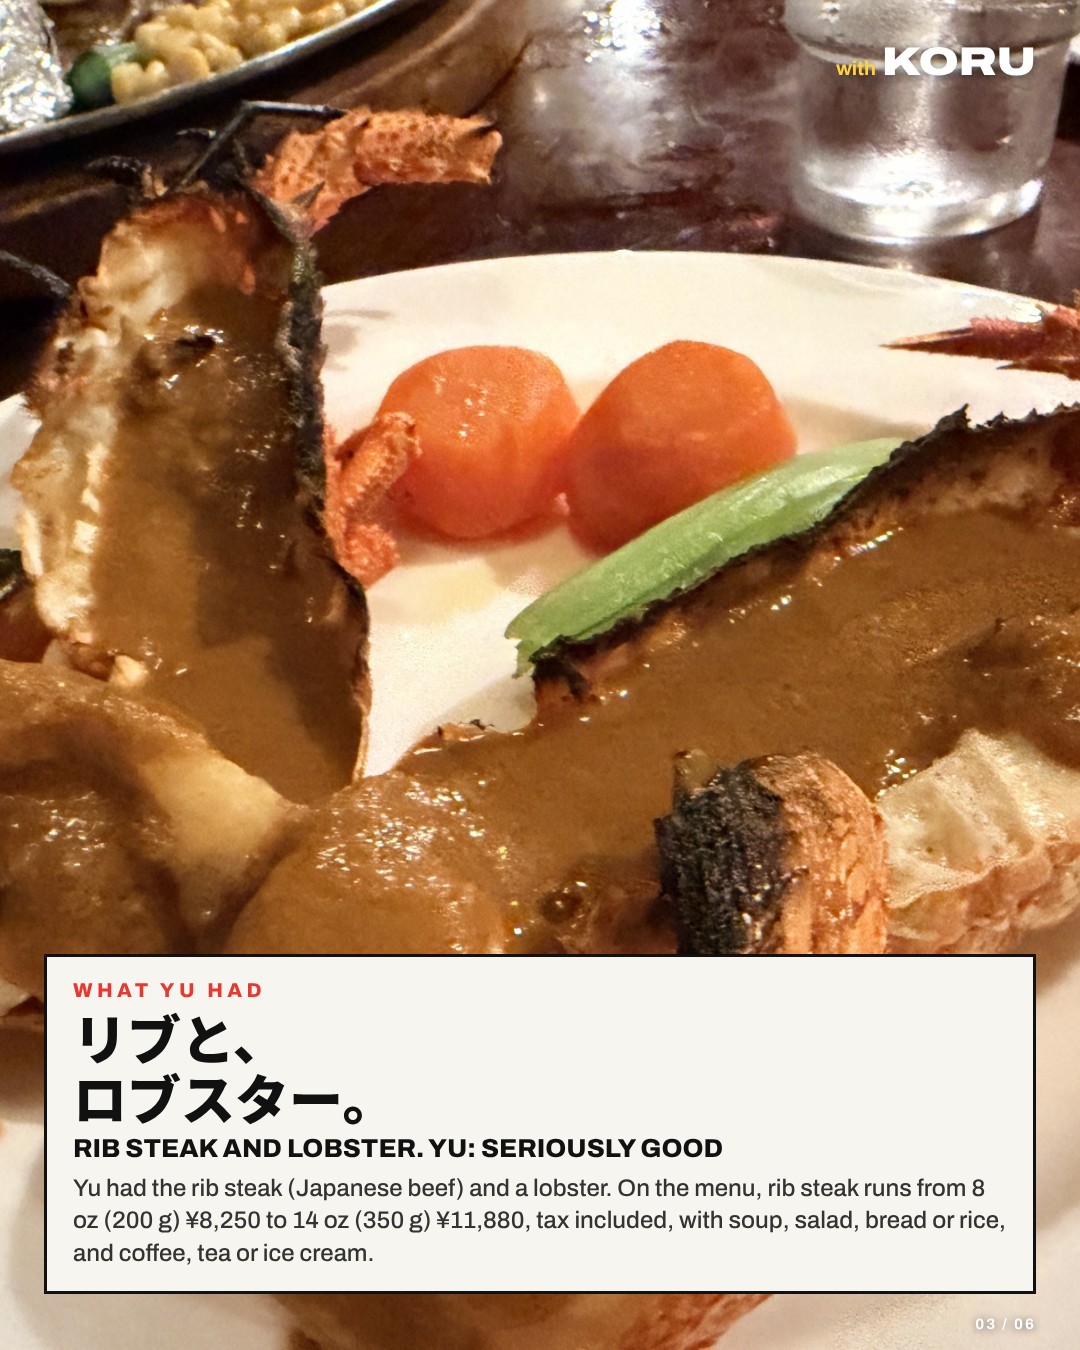 with KORU
WHAT YU HAD
リブと、
ロブスター。
RIB STEAK AND LOBSTER. YU: SERIOUSLY GOOD
Yu had the rib steak (Japanese beef) and a lobster. On the menu, rib steak runs from 8
oz (200 g) ¥8,250 to 14 oz (350 g) ¥11,880, tax included, with soup, salad, bread or rice,
and coffee, tea or ice cream.
03 / 06